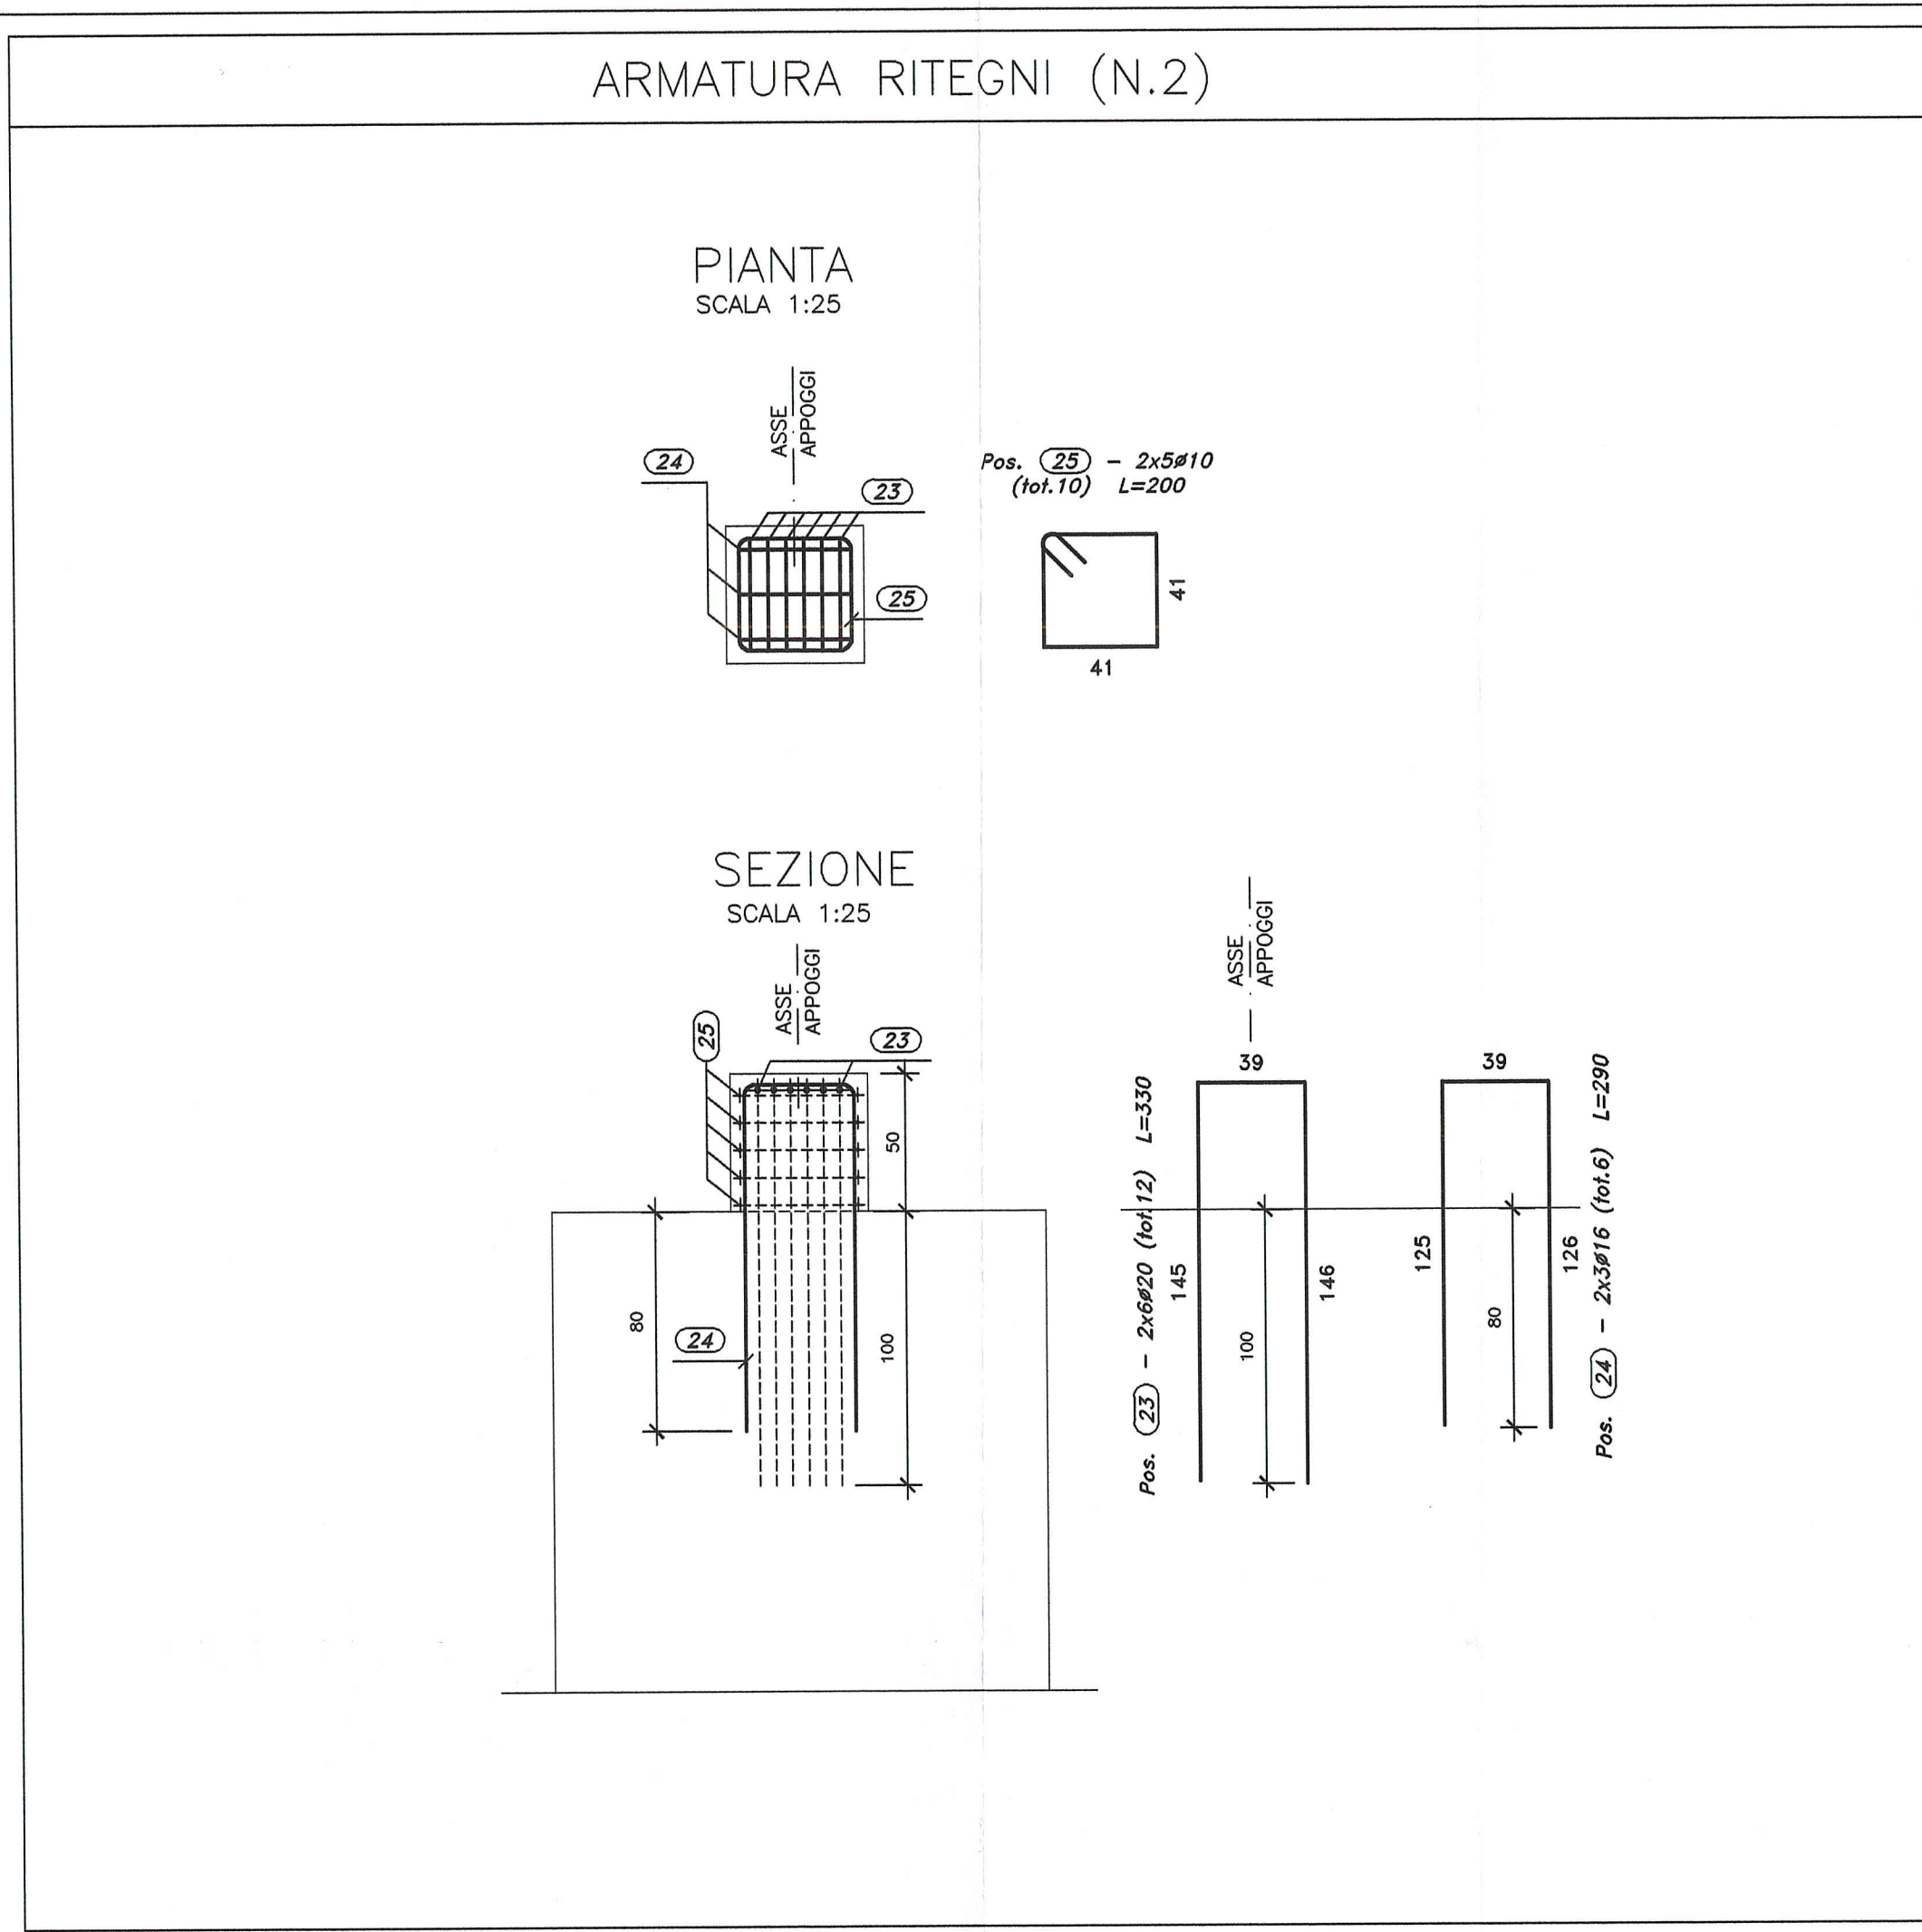 ARMATURA RITEGNI (N.2)
PIANTA
SCALA 1:25
ASSE
APPOGGI
24
23
25
Pos. 25 - 2x5ø10
(tot.10) L=200
41
41
SEZIONE
SCALA 1:25
ASSE
APPOGGI
25
23
50
80
24
100
ASSE
APPOGGI
39
Pos. 23 - 2x6ø20 (tot.12) L=330
145
146
100
39
125
126
80
Pos. 24 - 2x3ø16 (tot.6) L=290